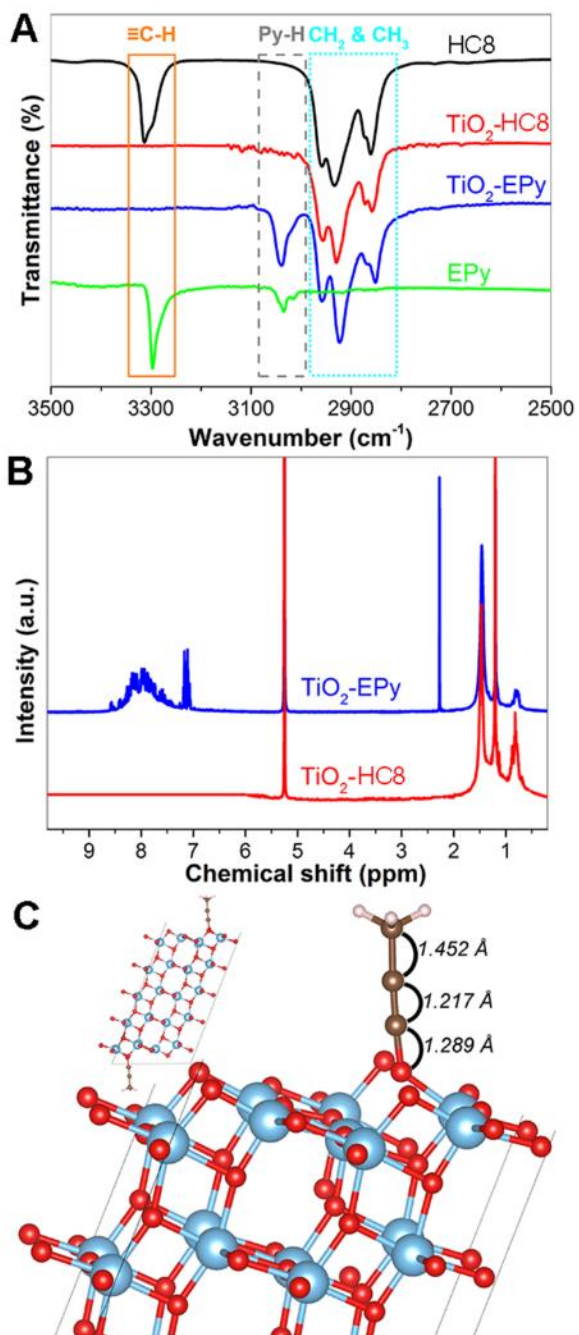 A
≡C-H
Py-H
CH₂ & CH₃
HC8
TiO₂-HC8
TiO₂-EPy
EPy
Transmittance (%)
3500 3300 3100 2900 2700 2500
Wavenumber (cm⁻¹)
B
TiO₂-EPy
TiO₂-HC8
Intensity (a.u.)
9 8 7 6 5 4 3 2 1
Chemical shift (ppm)
C
1.452 Å
1.217 Å
1.289 Å